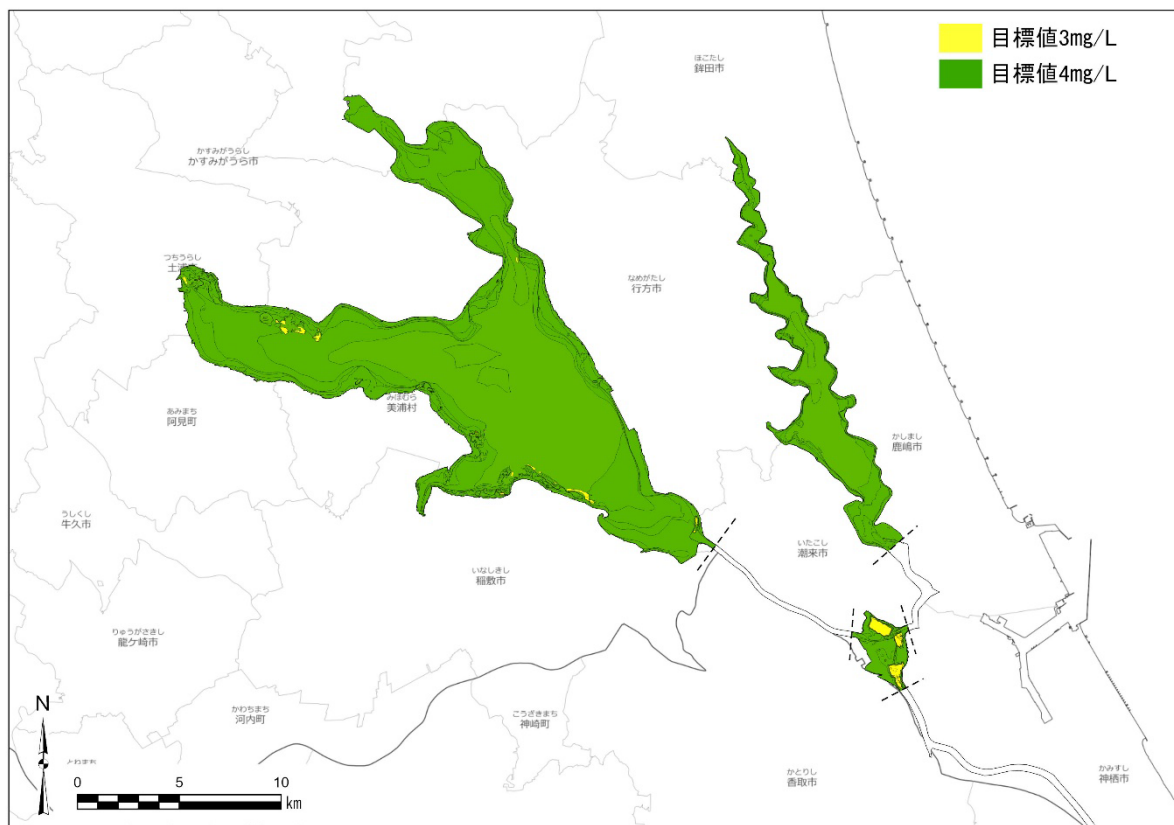 目標値3mg/L
目標値4mg/L
ほこたし
鉾田市
かすみがうらし
かすみがうら市
つちうらし
土浦
なめがたし
行方市
みほむら
美浦村
あみまち
阿見町
かしまし
鹿嶋市
うしくし
牛久市
いたこし
潮来市
いなしきし
稲敷市
りゅうがさきし
龍ケ崎市
かわちまち
河内町
こうざきまち
神崎町
とねまち
かとりし
香取市
かみすし
神栖市
N
0 5 10
km